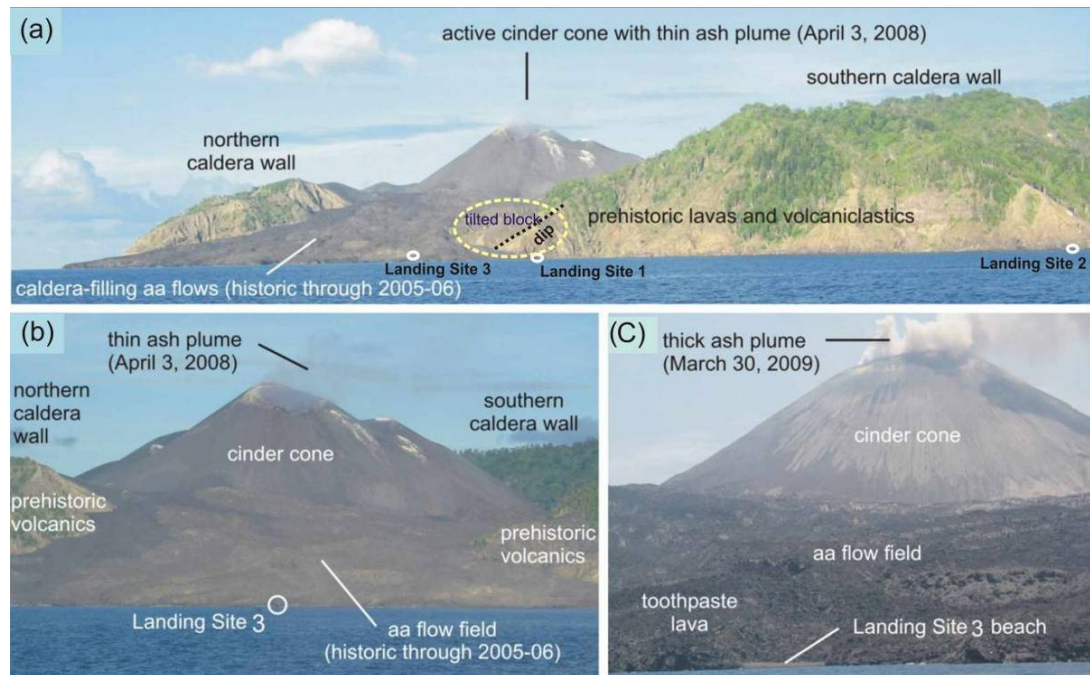 (a)
active cinder cone with thin ash plume (April 3, 2008)
southern caldera wall
northern
caldera wall
tilted block
dip
prehistoric lavas and volcaniclastics
Landing Site 3
Landing Site 1
Landing Site 2
caldera-filling aa flows (historic through 2005-06)
(b)
thin ash plume
(April 3, 2008)
northern
caldera
wall
southern
caldera wall
cinder cone
prehistoric
volcanics
prehistoric
volcanics
Landing Site 3
aa flow field
(historic through 2005-06)
(C)
thick ash plume
(March 30, 2009)
cinder cone
aa flow field
toothpaste
lava
Landing Site 3 beach